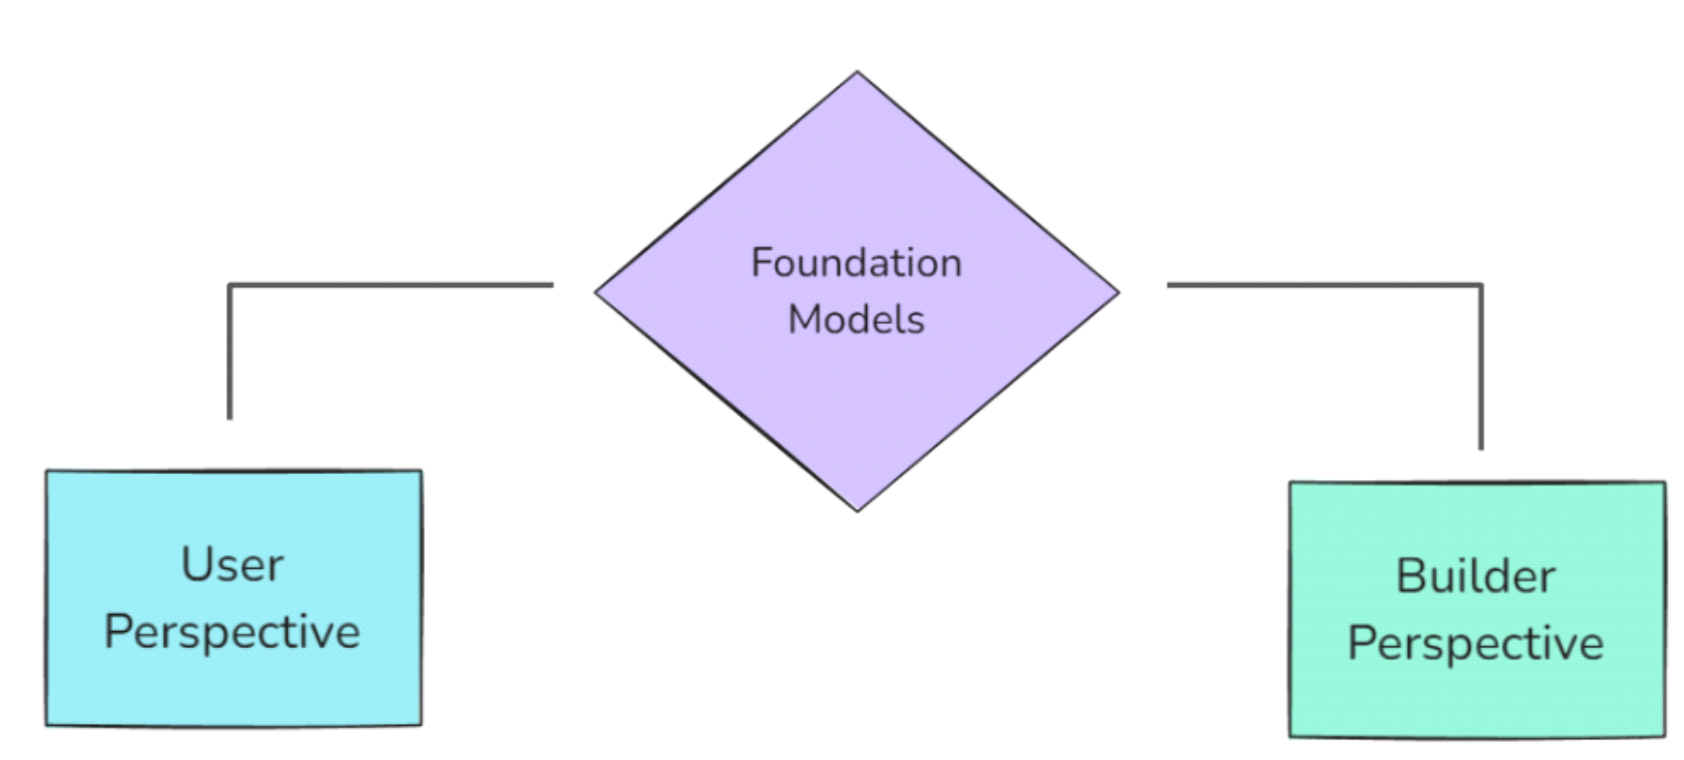 Foundation
Models
User
Perspective
Builder
Perspective